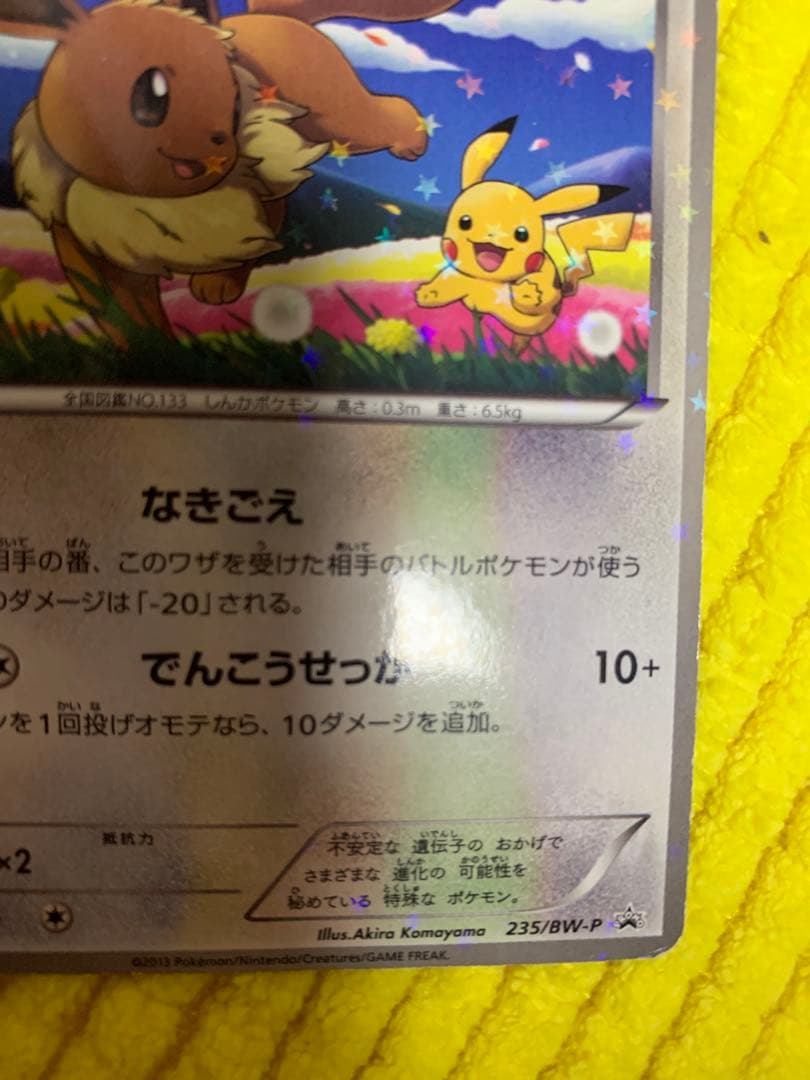 全国図鑑NO.133 しんかポケモン 高さ:0.3m 重さ:6.5kg
なきごえ
相手の番、このワザを受けた相手のバトルポケモンが使う
ダメージは「-20」される。
でんこうせっか 10+
ンを1回投げオモテなら、10ダメージを追加。
×2 抵抗力
不安定な 遺伝子の おかげで
さまざまな 進化の 可能性を
秘めている 特殊な ポケモン。
Illus.Akira Komayama 235/BW-P
©2013 Pokémon/Nintendo/Creatures/GAME FREAK.